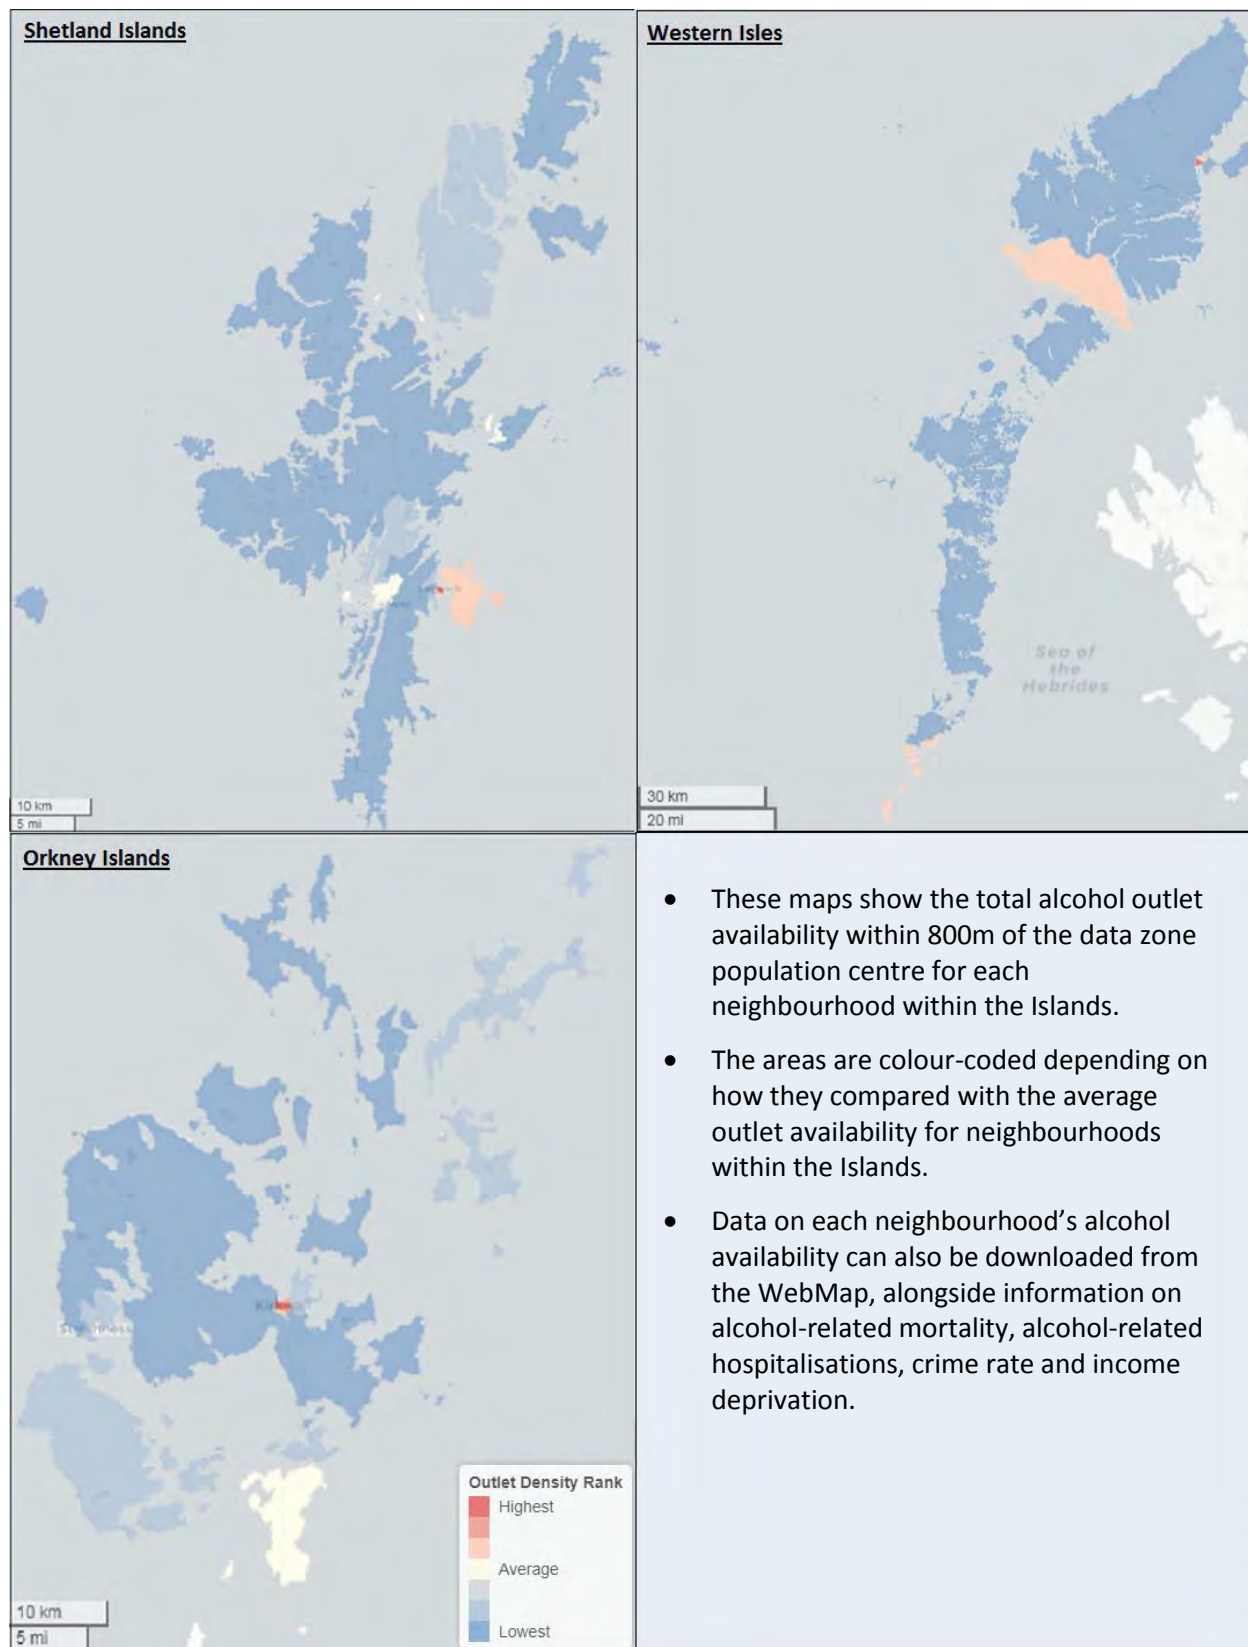 Shetland Islands
10 km
5 mi
Western Isles
Sea of
the
Hebrides
30 km
20 mi
Orkney Islands
10 km
5 mi
Outlet Density Rank
Highest
Average
Lowest
• These maps show the total alcohol outlet
availability within 800m of the data zone
population centre for each
neighbourhood within the Islands.
• The areas are colour-coded depending on
how they compared with the average
outlet availability for neighbourhoods
within the Islands.
• Data on each neighbourhood’s alcohol
availability can also be downloaded from
the WebMap, alongside information on
alcohol-related mortality, alcohol-related
hospitalisations, crime rate and income
deprivation.